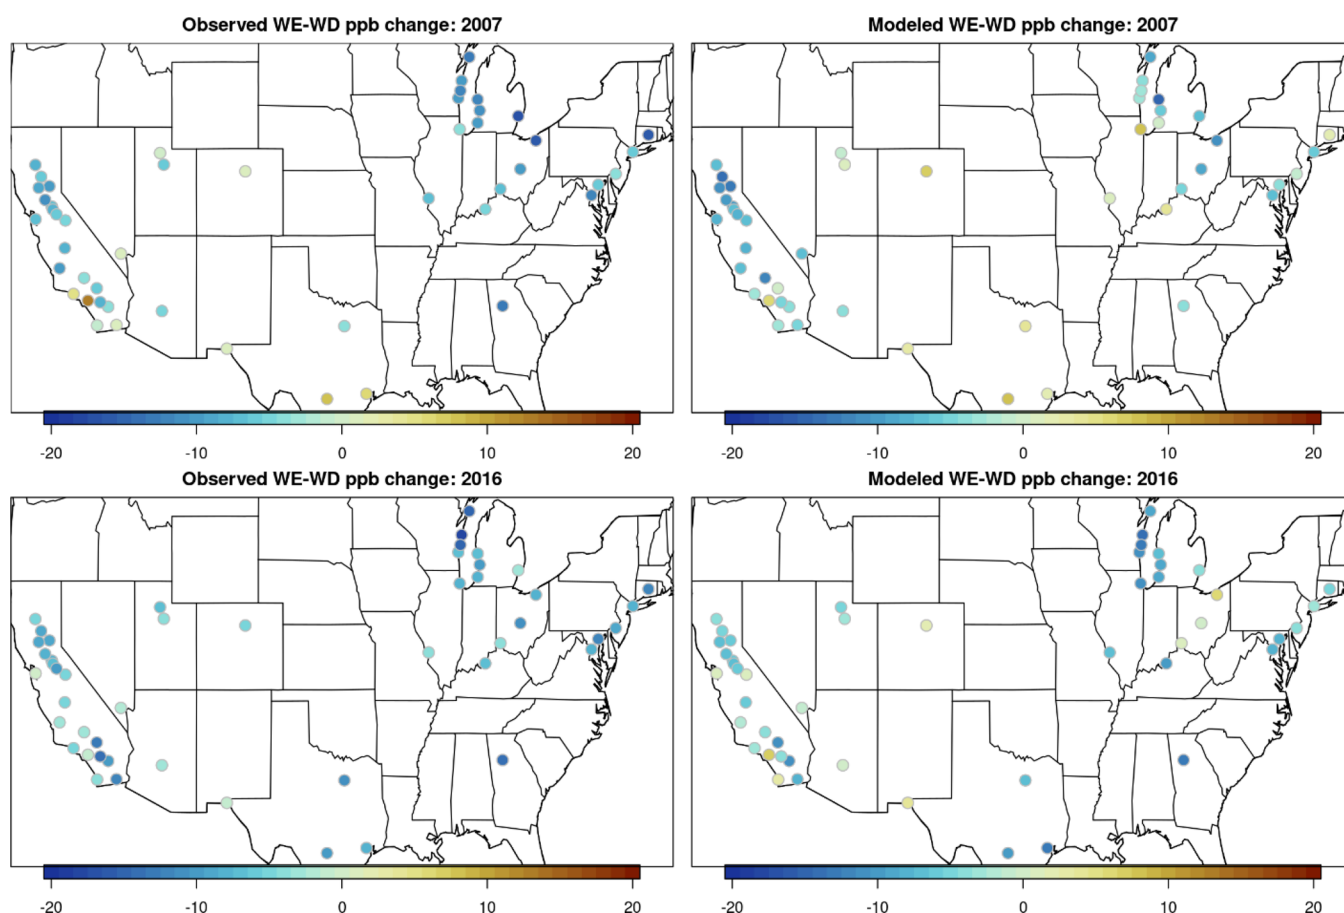 Observed WE-WD ppb change: 2007
-20 -10 0 10 20
Modeled WE-WD ppb change: 2007
-20 -10 0 10 20
Observed WE-WD ppb change: 2016
-20 -10 0 10 20
Modeled WE-WD ppb change: 2016
-20 -10 0 10 20